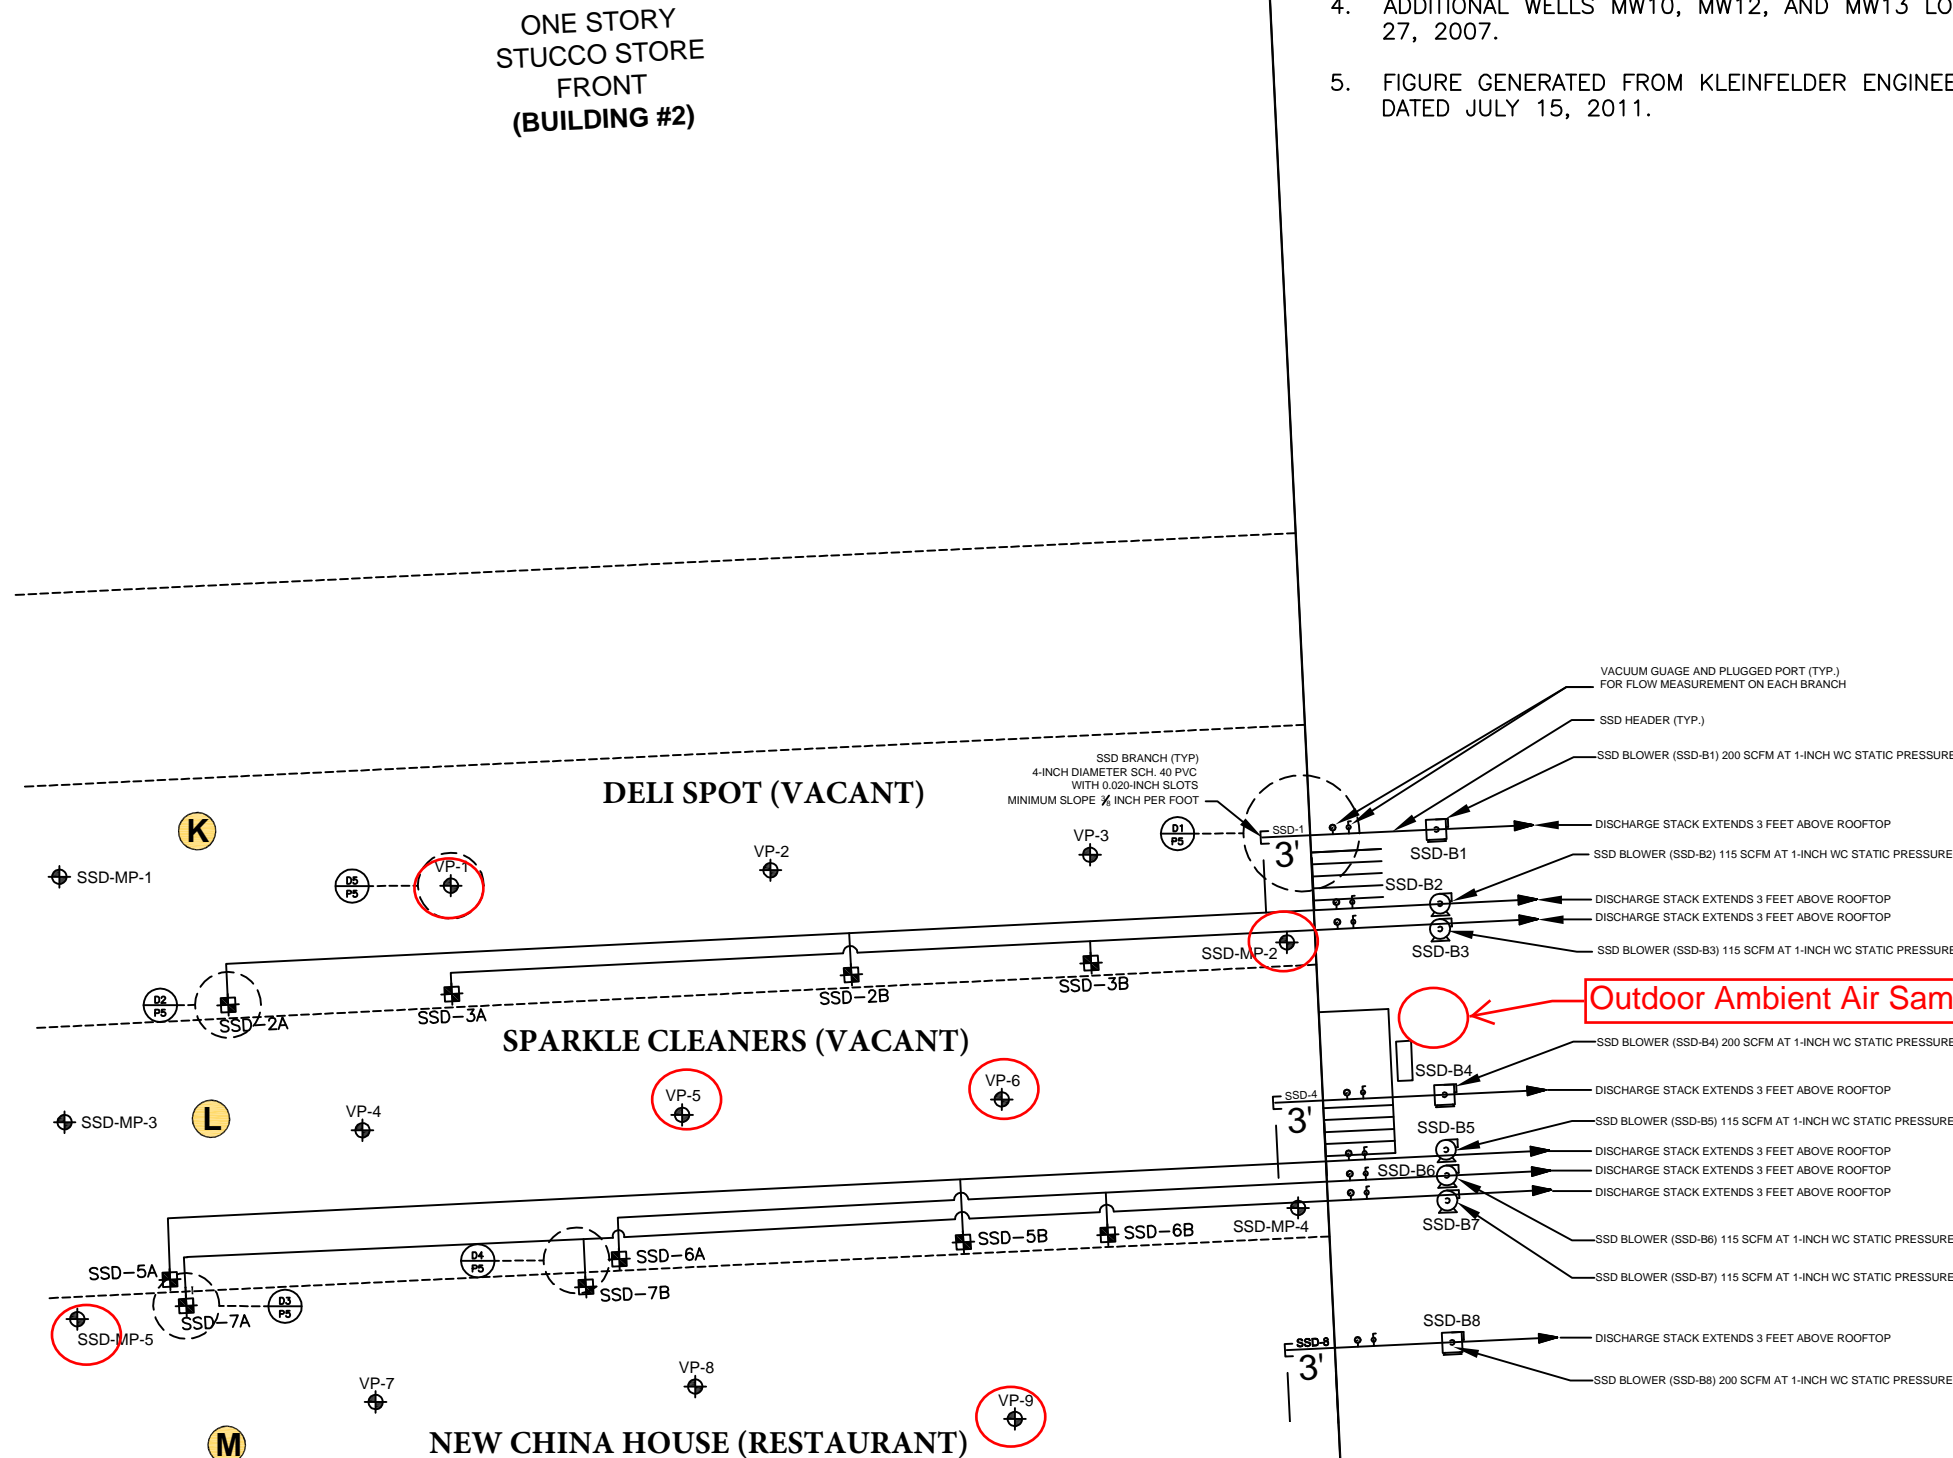 ONE STORY
STUCCO STORE
FRONT
(BUILDING #2)
4. ADDITIONAL WELLS MW10, MW12, AND MW13 LO
27, 2007.
5. FIGURE GENERATED FROM KLEINFELDER ENGINEE
DATED JULY 15, 2011.
VACUUM GUAGE AND PLUGGED PORT (TYP.)
FOR FLOW MEASUREMENT ON EACH BRANCH
SSD HEADER (TYP.)
SSD BLOWER (SSD-B1) 200 SCFM AT 1-INCH WC STATIC PRESSURE
SSD BRANCH (TYP)
4-INCH DIAMETER SCH. 40 PVC
WITH 0.020-INCH SLOTS
MINIMUM SLOPE INCH PER FOOT
DELI SPOT (VACANT)
K
SSD-MP-1
D5
P5
VP-1
VP-2
VP-3
D1
P5
SSD-1
3'
SSD-B1
DISCHARGE STACK EXTENDS 3 FEET ABOVE ROOFTOP
SSD BLOWER (SSD-B2) 115 SCFM AT 1-INCH WC STATIC PRESSURE
SSD-B2
DISCHARGE STACK EXTENDS 3 FEET ABOVE ROOFTOP
DISCHARGE STACK EXTENDS 3 FEET ABOVE ROOFTOP
SSD-MP-2
SSD-B3
SSD BLOWER (SSD-B3) 115 SCFM AT 1-INCH WC STATIC PRESSURE
D2
P5
SSD-2A
SSD-3A
SSD-2B
SSD-3B
Outdoor Ambient Air Sam
SPARKLE CLEANERS (VACANT)
SSD BLOWER (SSD-B4) 200 SCFM AT 1-INCH WC STATIC PRESSURE
SSD-B4
SSD-MP-3
L
VP-4
VP-5
VP-6
SSD-4
3'
DISCHARGE STACK EXTENDS 3 FEET ABOVE ROOFTOP
SSD-B5
SSD BLOWER (SSD-B5) 115 SCFM AT 1-INCH WC STATIC PRESSURE
DISCHARGE STACK EXTENDS 3 FEET ABOVE ROOFTOP
SSD-B6
DISCHARGE STACK EXTENDS 3 FEET ABOVE ROOFTOP
DISCHARGE STACK EXTENDS 3 FEET ABOVE ROOFTOP
SSD-MP-4
SSD-B7
SSD-5A
D4
P5
SSD-6A
SSD-5B
SSD-6B
SSD BLOWER (SSD-B6) 115 SCFM AT 1-INCH WC STATIC PRESSURE
SSD BLOWER (SSD-B7) 115 SCFM AT 1-INCH WC STATIC PRESSURE
SSD-7B
D3
P5
SSD-7A
SSD-MP-5
SSD-B8
SSD-8
3'
DISCHARGE STACK EXTENDS 3 FEET ABOVE ROOFTOP
SSD BLOWER (SSD-B8) 200 SCFM AT 1-INCH WC STATIC PRESSURE
VP-7
VP-8
VP-9
M
NEW CHINA HOUSE (RESTAURANT)